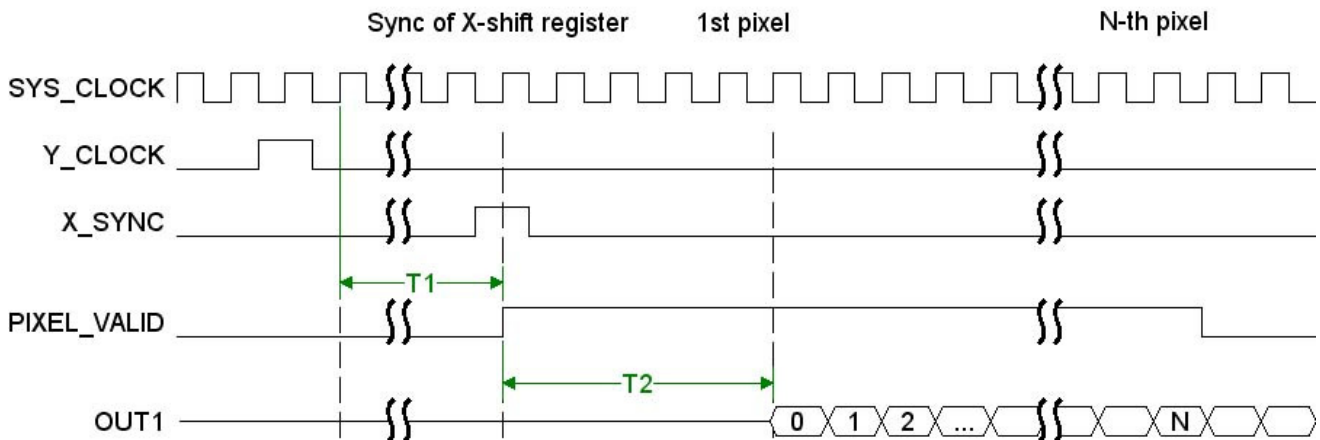 Sync of X-shift register 1st pixel N-th pixel
SYS_CLOCK
Y_CLOCK
X_SYNC
T1
PIXEL_VALID
T2
OUT1 0 1 2 ... N